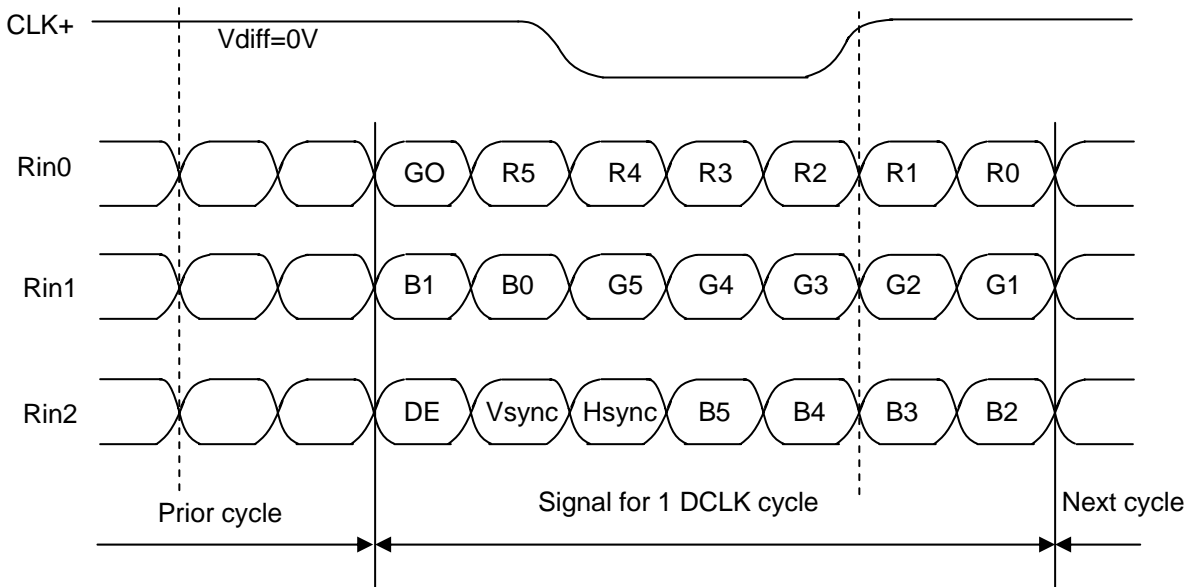 CLK+
Vdiff=0V
Rin0 GO R5 R4 R3 R2 R1 R0
Rin1 B1 B0 G5 G4 G3 G2 G1
Rin2 DE Vsync Hsync B5 B4 B3 B2
Prior cycle Signal for 1 DCLK cycle Next cycle